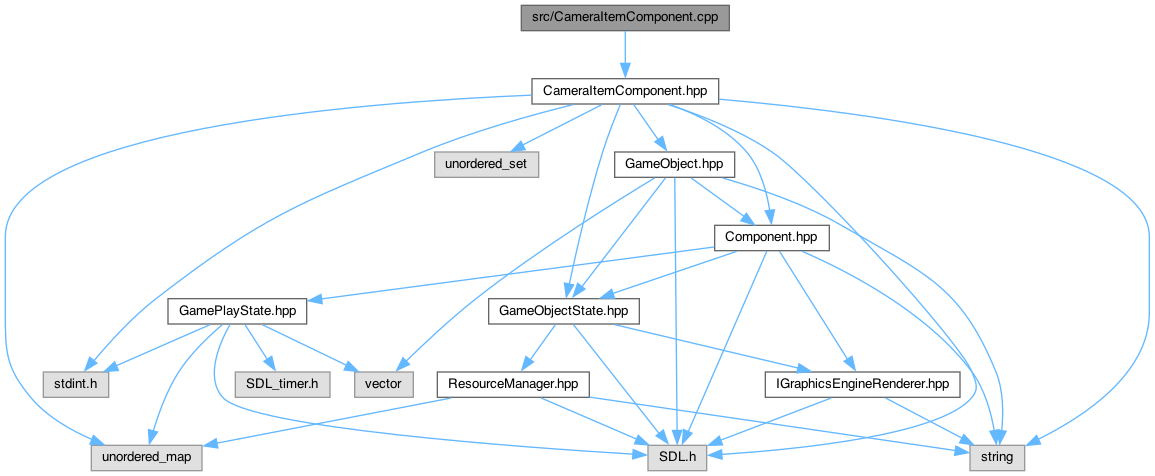 src/CameraItemComponent.cpp
CameraItemComponent.hpp
unordered_set
GameObject.hpp
Component.hpp
GamePlayState.hpp
GameObjectState.hpp
stdint.h
SDL_timer.h
vector
ResourceManager.hpp
IGraphicsEngineRenderer.hpp
unordered_map
SDL.h
string